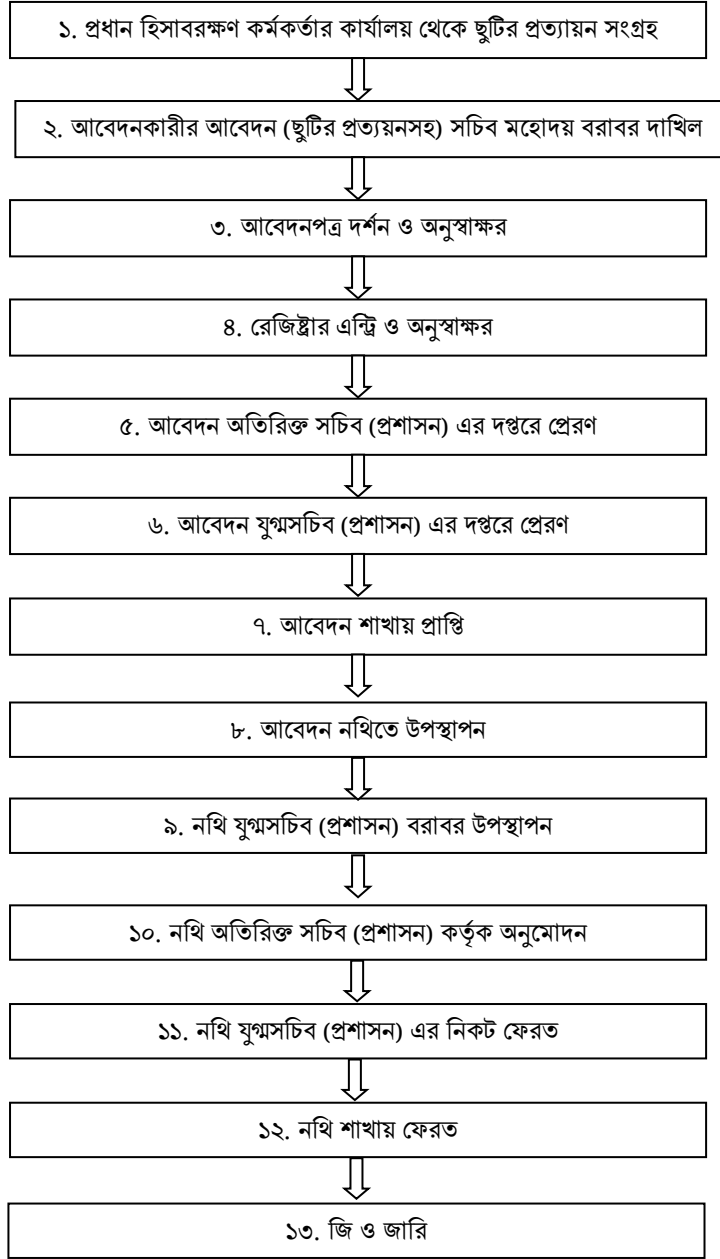 ১. প্রধান হিসাবরক্ষণ কর্মকর্তার কার্যালয় থেকে ছুটির প্রত্যায়ন সংগ্রহ
২. আবেদনকারীর আবেদন (ছুটির প্রত্যয়নসহ) সচিব মহোদয় বরাবর দাখিল
৩. আবেদনপত্র দর্শন ও অনুস্বাক্ষর
৪. রেজিষ্ট্রার এন্ট্রি ও অনুস্বাক্ষর
৫. আবেদন অতিরিক্ত সচিব (প্রশাসন) এর দপ্তরে প্রেরণ
৬. আবেদন যুগ্মসচিব (প্রশাসন) এর দপ্তরে প্রেরণ
৭. আবেদন শাখায় প্রাপ্তি
৮. আবেদন নথিতে উপস্থাপন
৯. নথি যুগ্মসচিব (প্রশাসন) বরাবর উপস্থাপন
১০. নথি অতিরিক্ত সচিব (প্রশাসন) কর্তৃক অনুমোদন
১১. নথি যুগ্মসচিব (প্রশাসন) এর নিকট ফেরত
১২. নথি শাখায় ফেরত
১৩. জি ও জারি